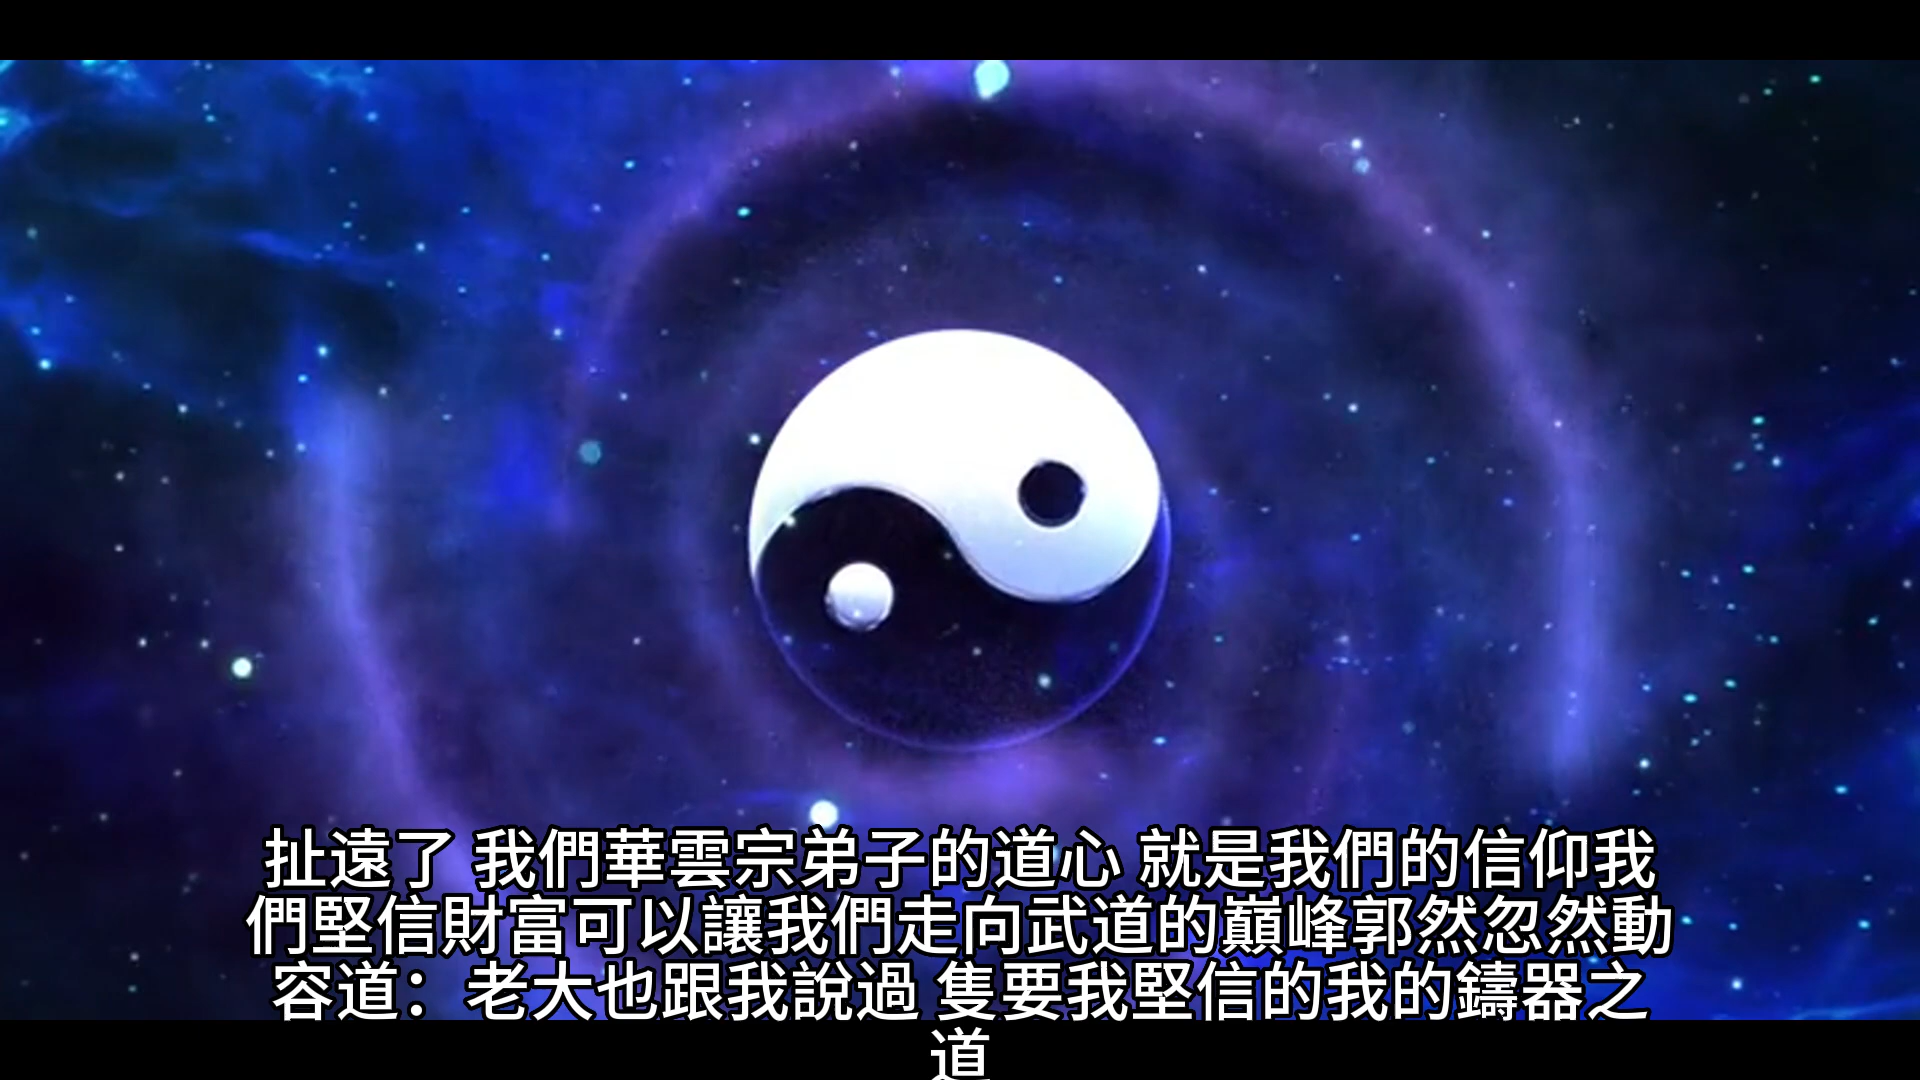 扯遠了 我們華雲宗弟子的道心 就是我們的信仰我
們堅信財富可以讓我們走向武道的巔峰郭然忽然動
容道：老大也跟我說過 隻要我堅信的我的鑄器之
道